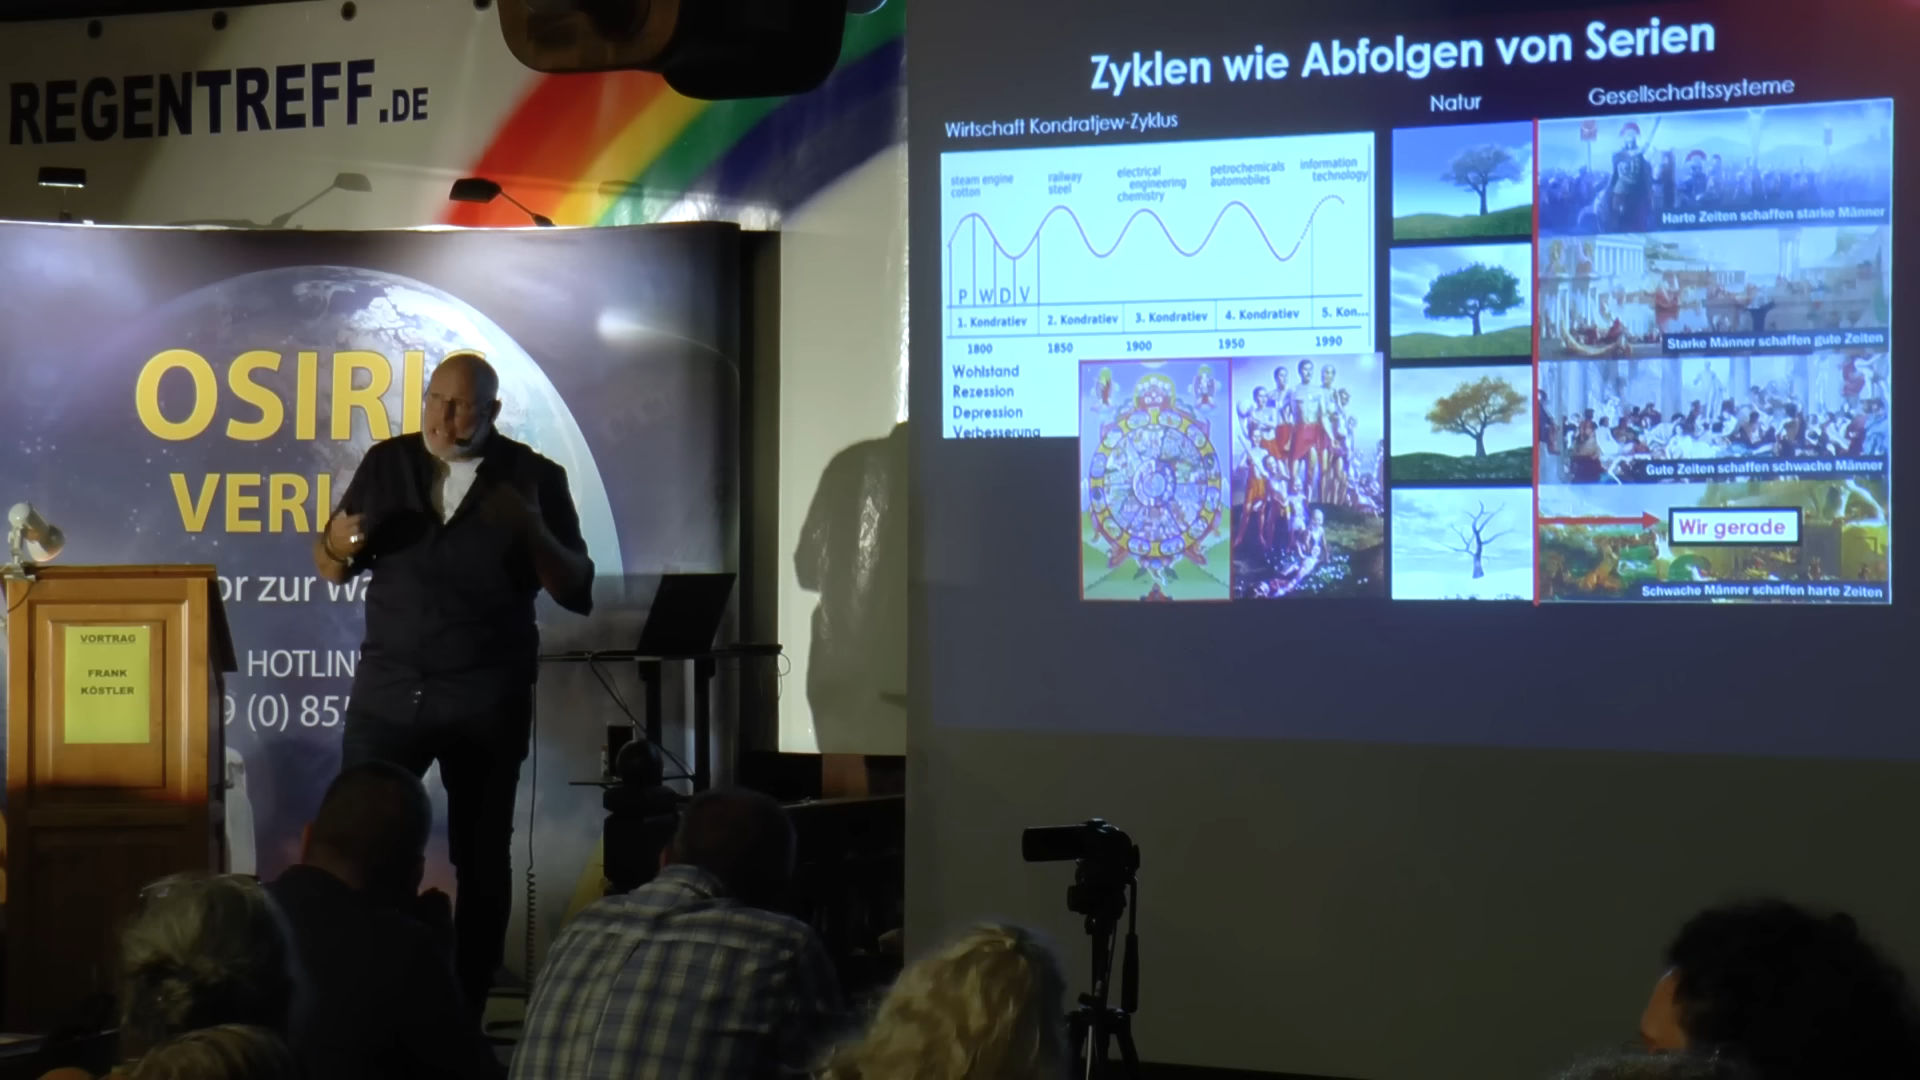 REGENTREFF.DE
OSIRI
VERL
or zur Wa
HOTLIN
9 (0) 85
VORTRAG
FRANK
KÖSTLER
Zyklen wie Abfolgen von Serien
Wirtschaft Kondratjew-Zyklus
Natur
Gesellschaftssysteme
steam engine
cotton
railway
steel
electrical
engineering
chemistry
petrochemicals
automobiles
information
technology
P W D V
1. Kondratiev
2. Kondratiev
3. Kondratiev
4. Kondratiev
5. Kon...
1800
1850
1900
1950
1990
Wohlstand
Rezession
Depression
Verbesserung
Harte Zeiten schaffen starke Männer
Starke Männer schaffen gute Zeiten
Gute Zeiten schaffen schwache Männer
Wir gerade
Schwache Männer schaffen harte Zeiten